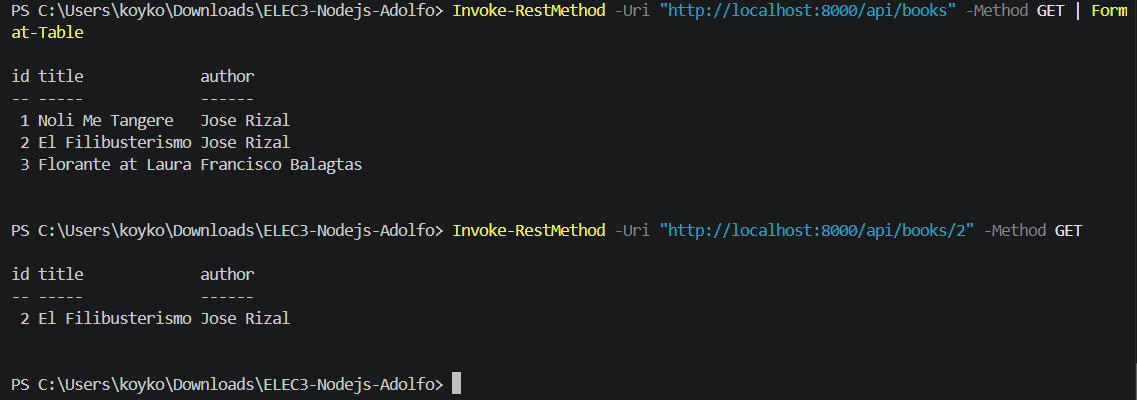 PS C:\Users\koyko\Downloads\ELEC3-Nodejs-Adolfo> Invoke-RestMethod -Uri "http://localhost:8000/api/books" -Method GET | Form
at-Table
id title author
-- ----- ------
1 Noli Me Tangere Jose Rizal
2 El Filibusterismo Jose Rizal
3 Florante at Laura Francisco Balagtas
PS C:\Users\koyko\Downloads\ELEC3-Nodejs-Adolfo> Invoke-RestMethod -Uri "http://localhost:8000/api/books/2" -Method GET
id title author
-- ----- ------
2 El Filibusterismo Jose Rizal
PS C:\Users\koyko\Downloads\ELEC3-Nodejs-Adolfo>